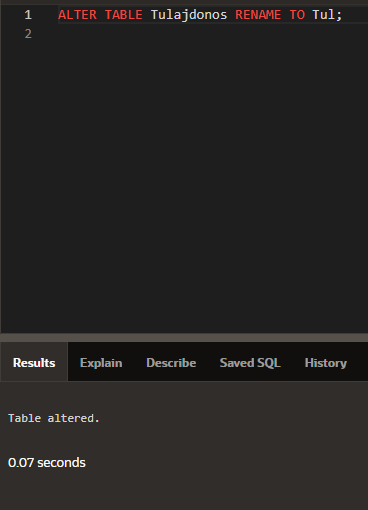 1 ALTER TABLE Tulajdonos RENAME TO Tul;
2
Results Explain Describe Saved SQL History
Table altered.
0.07 seconds